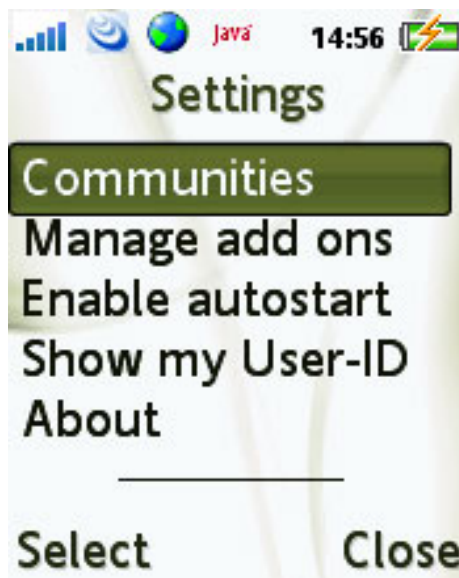 Java 14:56
Settings
Communities
Manage add ons
Enable autostart
Show my User-ID
About
Select Close